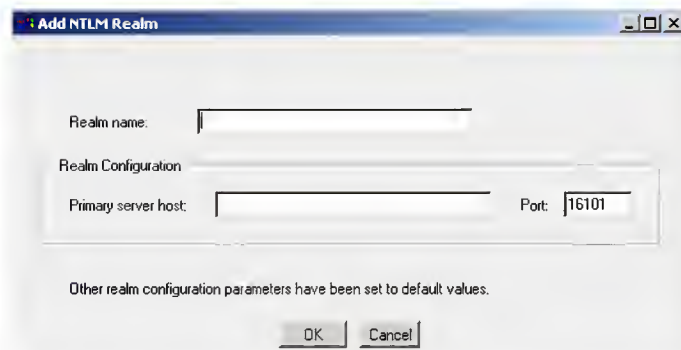 Add NTLM Realm
Realm name:
Realm Configuration
Primary server host:
Port: 16101
Other realm configuration parameters have been set to default values.
OK
Cancel